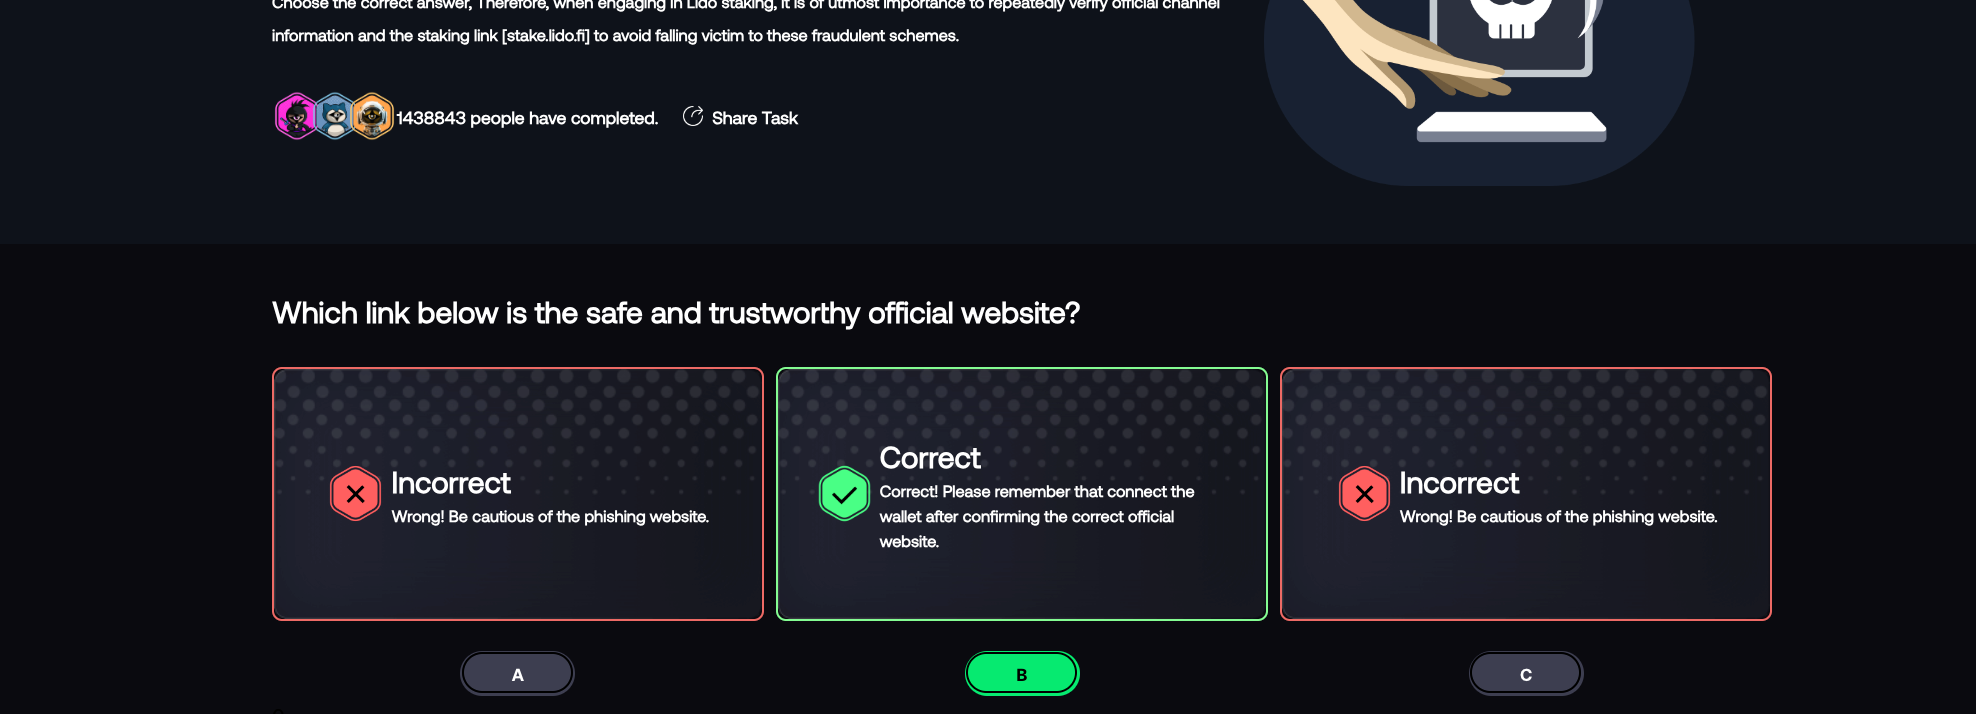 Choose the correct answer, Therefore, when engaging in Lido staking, it is of utmost importance to repeatedly verify official channel
information and the staking link [stake.lido.fi] to avoid falling victim to these fraudulent schemes.
1438843 people have completed.
Share Task
Which link below is the safe and trustworthy official website?
Incorrect
Wrong! Be cautious of the phishing website.
Correct
Correct! Please remember that connect the
wallet after confirming the correct official
website.
Incorrect
Wrong! Be cautious of the phishing website.
A
B
C